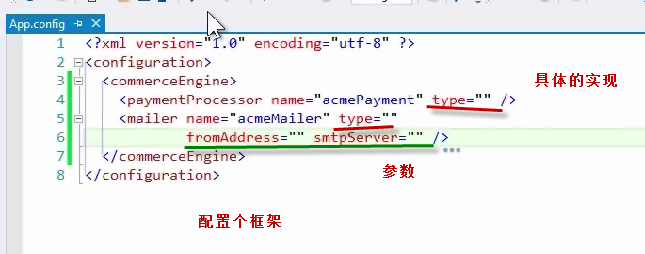 App.config
1 <?xml version="1.0" encoding="utf-8" ?>
2 <configuration>
3 <commerceEngine>
4 <paymentProcessor name="acmePayment" type="" />
具体的实现
5 <mailer name="acmeMailer" type=""
6 fromAddress="" smtpServer="" />
7 </commerceEngine>
参数
8 </configuration>
配置个框架